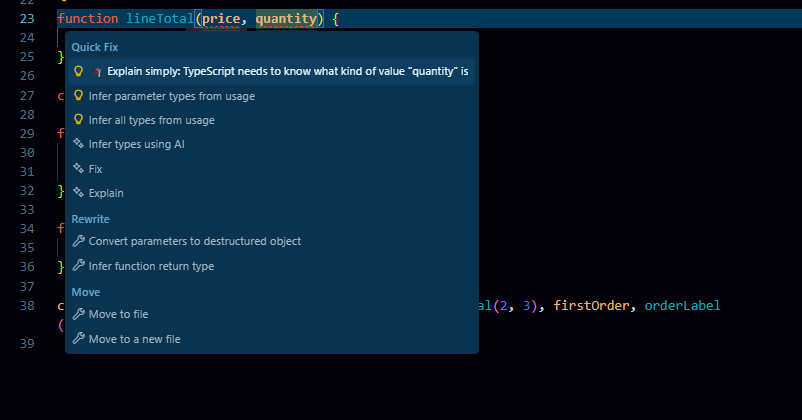 22
23 function lineTotal(price, quantity) {
24
Quick Fix
25 }
Explain simply: TypeScript needs to know what kind of value "quantity" is
26
27 c
Infer parameter types from usage
28
Infer all types from usage
29 f
30
Infer types using AI
31
Fix
32 }
Explain
33
Rewrite
34 f
35
Convert parameters to destructured object
36 }
Infer function return type
37
Move
38 c al(2, 3), firstOrder, orderLabel
Move to file
(
39
Move to a new file